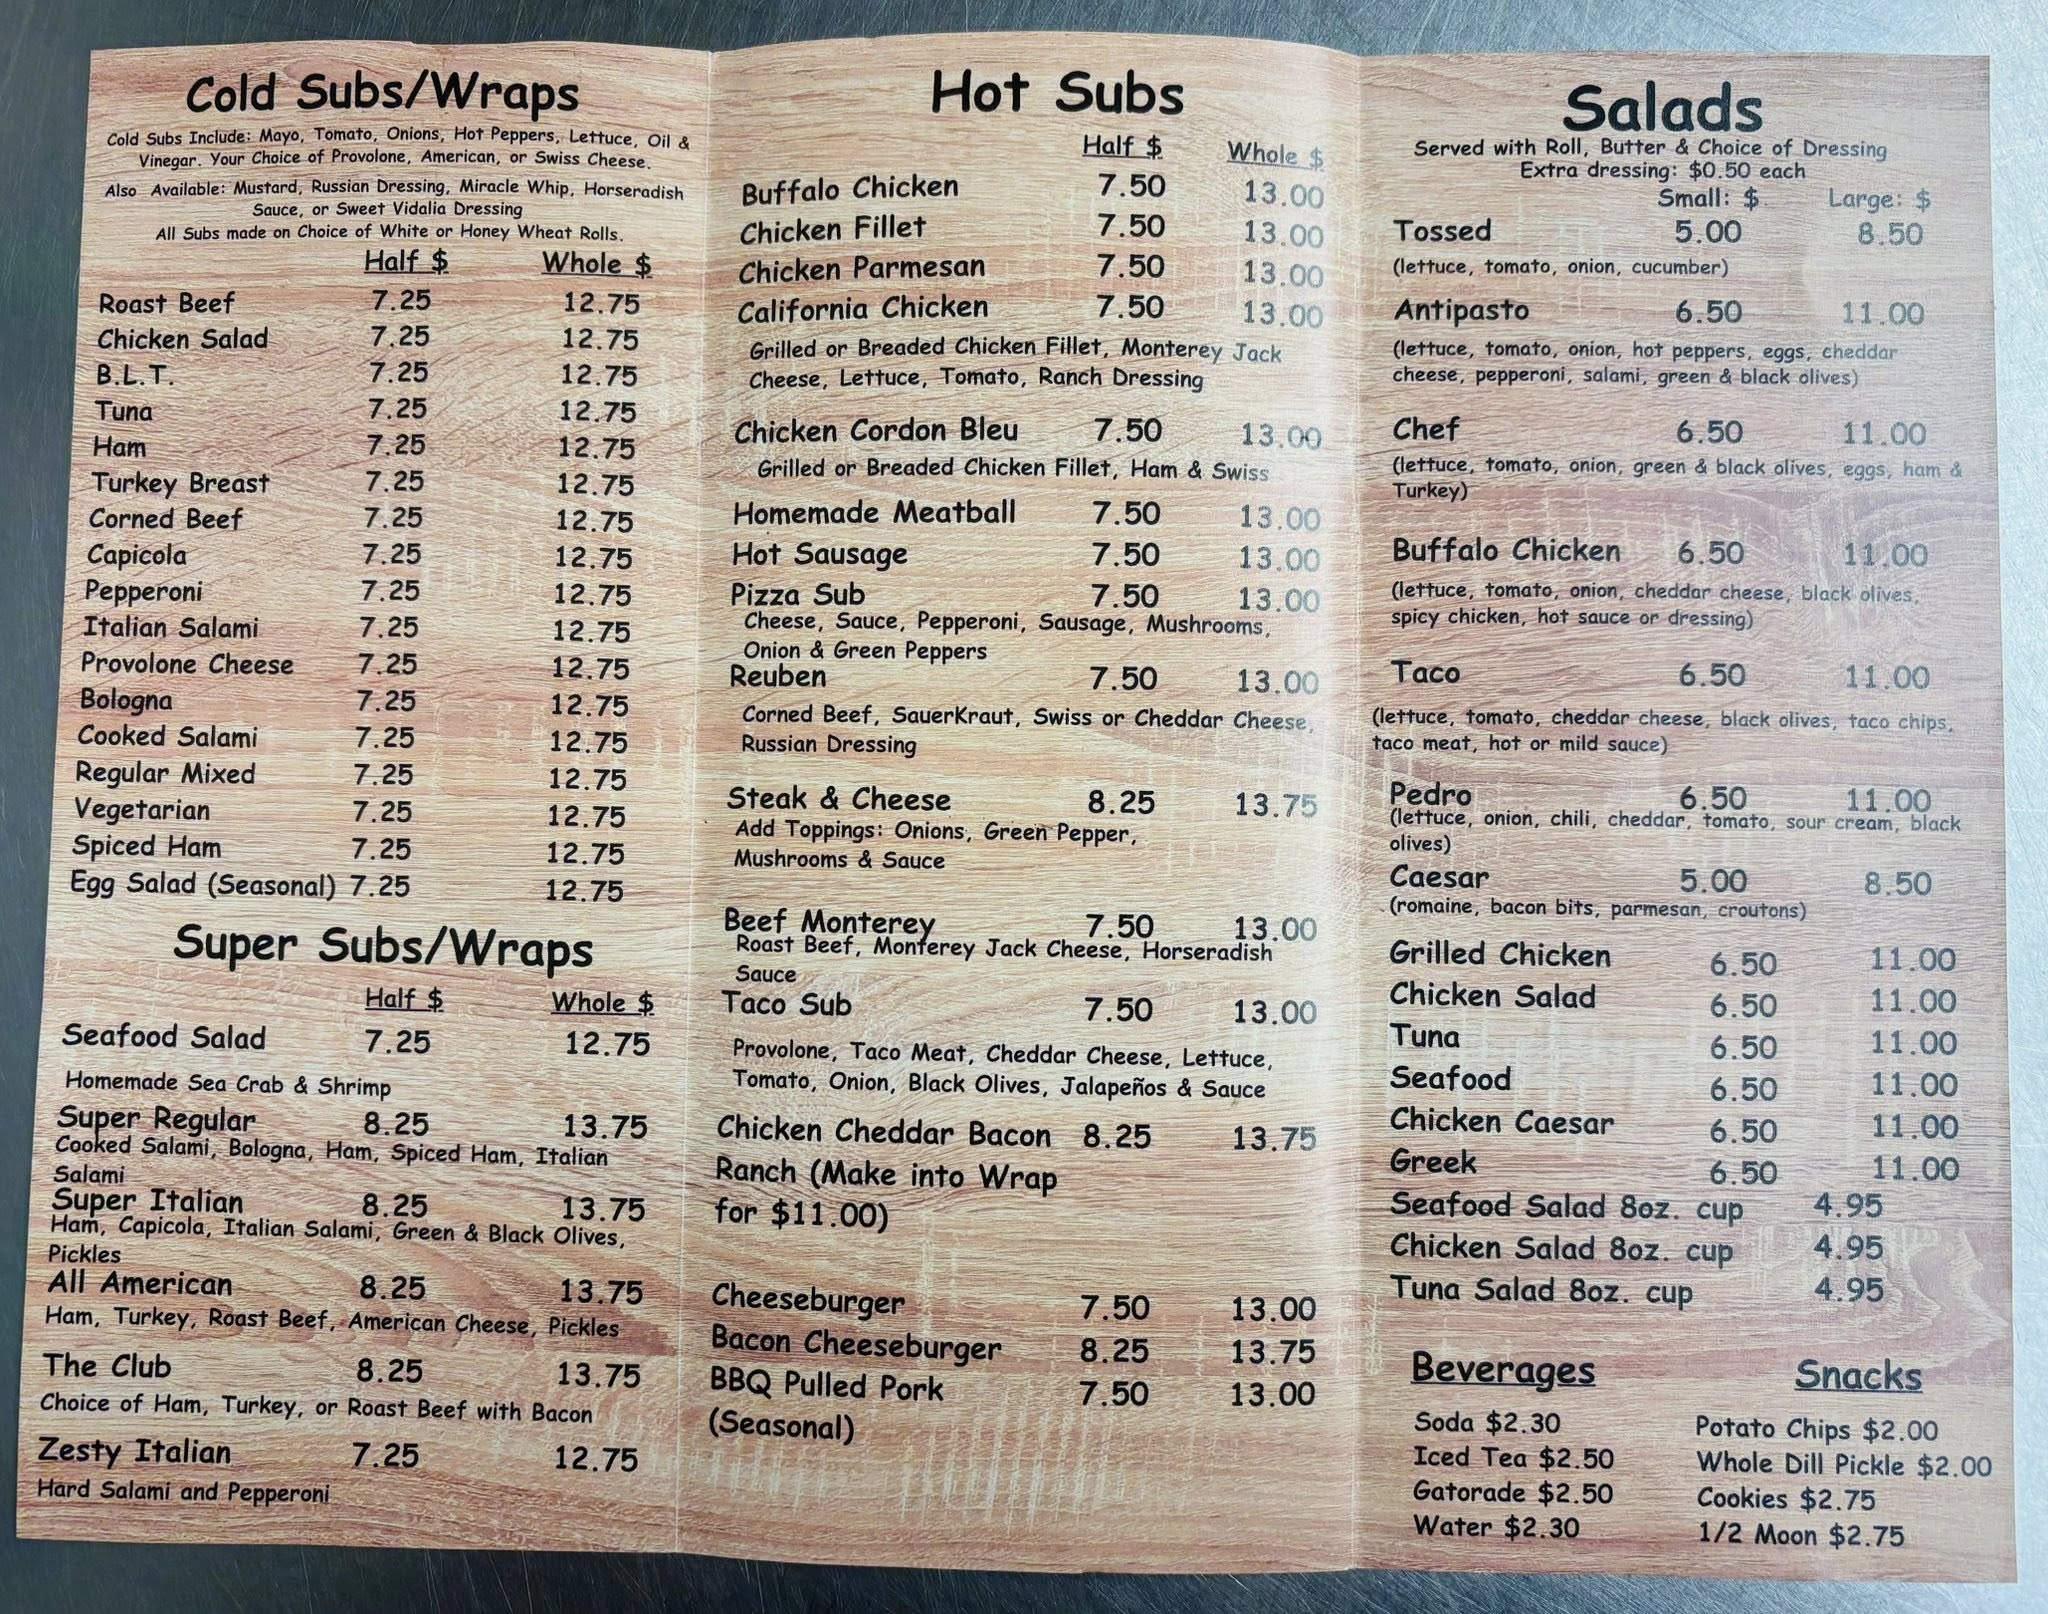 Cold Subs/Wraps
Cold Subs Include: Mayo, Tomato, Onions, Hot Peppers, Lettuce, Oil &
Vinegar. Your Choice of Provolone, American, or Swiss Cheese.
Also Available: Mustard, Russian Dressing, Miracle Whip, Horseradish
Sauce, or Sweet Vidalia Dressing
All Subs made on Choice of White or Honey Wheat Rolls.
Half $ Whole $
Roast Beef 7.25 12.75
Chicken Salad 7.25 12.75
B.L.T. 7.25 12.75
Tuna 7.25 12.75
Ham 7.25 12.75
Turkey Breast 7.25 12.75
Corned Beef 7.25 12.75
Capicola 7.25 12.75
Pepperoni 7.25 12.75
Italian Salami 7.25 12.75
Provolone Cheese 7.25 12.75
Bologna 7.25 12.75
Cooked Salami 7.25 12.75
Regular Mixed 7.25 12.75
Vegetarian 7.25 12.75
Spiced Ham 7.25 12.75
Egg Salad (Seasonal) 7.25 12.75
Super Subs/Wraps
Half $ Whole $
Seafood Salad 7.25 12.75
Homemade Sea Crab & Shrimp
Super Regular 8.25 13.75
Cooked Salami, Bologna, Ham, Spiced Ham, Italian
Salami
Super Italian 8.25 13.75
Ham, Capicola, Italian Salami, Green & Black Olives,
Pickles
All American 8.25 13.75
Ham, Turkey, Roast Beef, American Cheese, Pickles
The Club 8.25 13.75
Choice of Ham, Turkey, or Roast Beef with Bacon
Zesty Italian 7.25 12.75
Hard Salami and Pepperoni
Hot Subs
Half $ Whole $
Buffalo Chicken 7.50 13.00
Chicken Fillet 7.50 13.00
Chicken Parmesan 7.50 13.00
California Chicken 7.50 13.00
Grilled or Breaded Chicken Fillet, Monterey Jack
Cheese, Lettuce, Tomato, Ranch Dressing
Chicken Cordon Bleu 7.50 13.00
Grilled or Breaded Chicken Fillet, Ham & Swiss
Homemade Meatball 7.50 13.00
Hot Sausage 7.50 13.00
Pizza Sub 7.50 13.00
Cheese, Sauce, Pepperoni, Sausage, Mushrooms,
Onion & Green Peppers
Reuben 7.50 13.00
Corned Beef, SauerKraut, Swiss or Cheddar Cheese,
Russian Dressing
Steak & Cheese 8.25 13.75
Add Toppings: Onions, Green Pepper,
Mushrooms & Sauce
Beef Monterey 7.50 13.00
Roast Beef, Monterey Jack Cheese, Horseradish
Sauce
Taco Sub 7.50 13.00
Provolone, Taco Meat, Cheddar Cheese, Lettuce,
Tomato, Onion, Black Olives, Jalapeños & Sauce
Chicken Cheddar Bacon 8.25 13.75
Ranch (Make into Wrap
for $11.00)
Cheeseburger 7.50 13.00
Bacon Cheeseburger 8.25 13.75
BBQ Pulled Pork 7.50 13.00
(Seasonal)
Salads
Served with Roll, Butter & Choice of Dressing
Extra dressing: $0.50 each
Small: $ Large: $
Tossed 5.00 8.50
(lettuce, tomato, onion, cucumber)
Antipasto 6.50 11.00
(lettuce, tomato, onion, hot peppers, eggs, cheddar
cheese, pepperoni, salami, green & black olives)
Chef 6.50 11.00
(lettuce, tomato, onion, green & black olives, eggs, ham &
Turkey)
Buffalo Chicken 6.50 11.00
(lettuce, tomato, onion, cheddar cheese, black olives,
spicy chicken, hot sauce or dressing)
Taco 6.50 11.00
(lettuce, tomato, cheddar cheese, black olives, taco chips,
taco meat, hot or mild sauce)
Pedro 6.50 11.00
(lettuce, onion, chili, cheddar, tomato, sour cream, black
olives)
Caesar 5.00 8.50
(romaine, bacon bits, parmesan, croutons)
Grilled Chicken 6.50 11.00
Chicken Salad 6.50 11.00
Tuna 6.50 11.00
Seafood 6.50 11.00
Chicken Caesar 6.50 11.00
Greek 6.50 11.00
Seafood Salad 8oz. cup 4.95
Chicken Salad 8oz. cup 4.95
Tuna Salad 8oz. cup 4.95
Beverages
Soda $2.30
Iced Tea $2.50
Gatorade $2.50
Water $2.30
Snacks
Potato Chips $2.00
Whole Dill Pickle $2.00
Cookies $2.75
1/2 Moon $2.75